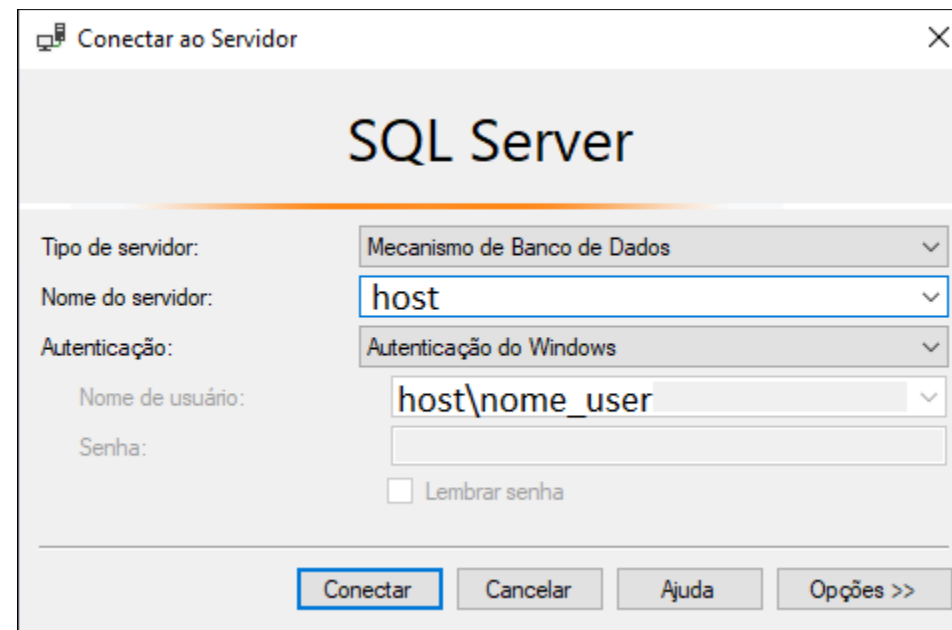 Conectar ao Servidor
SQL Server
Tipo de servidor: Mecanismo de Banco de Dados
Nome do servidor: host
Autenticação: Autenticação do Windows
Nome de usuário: host\nome_user
Senha:
Lembrar senha
Conectar Cancelar Ajuda Opções >>